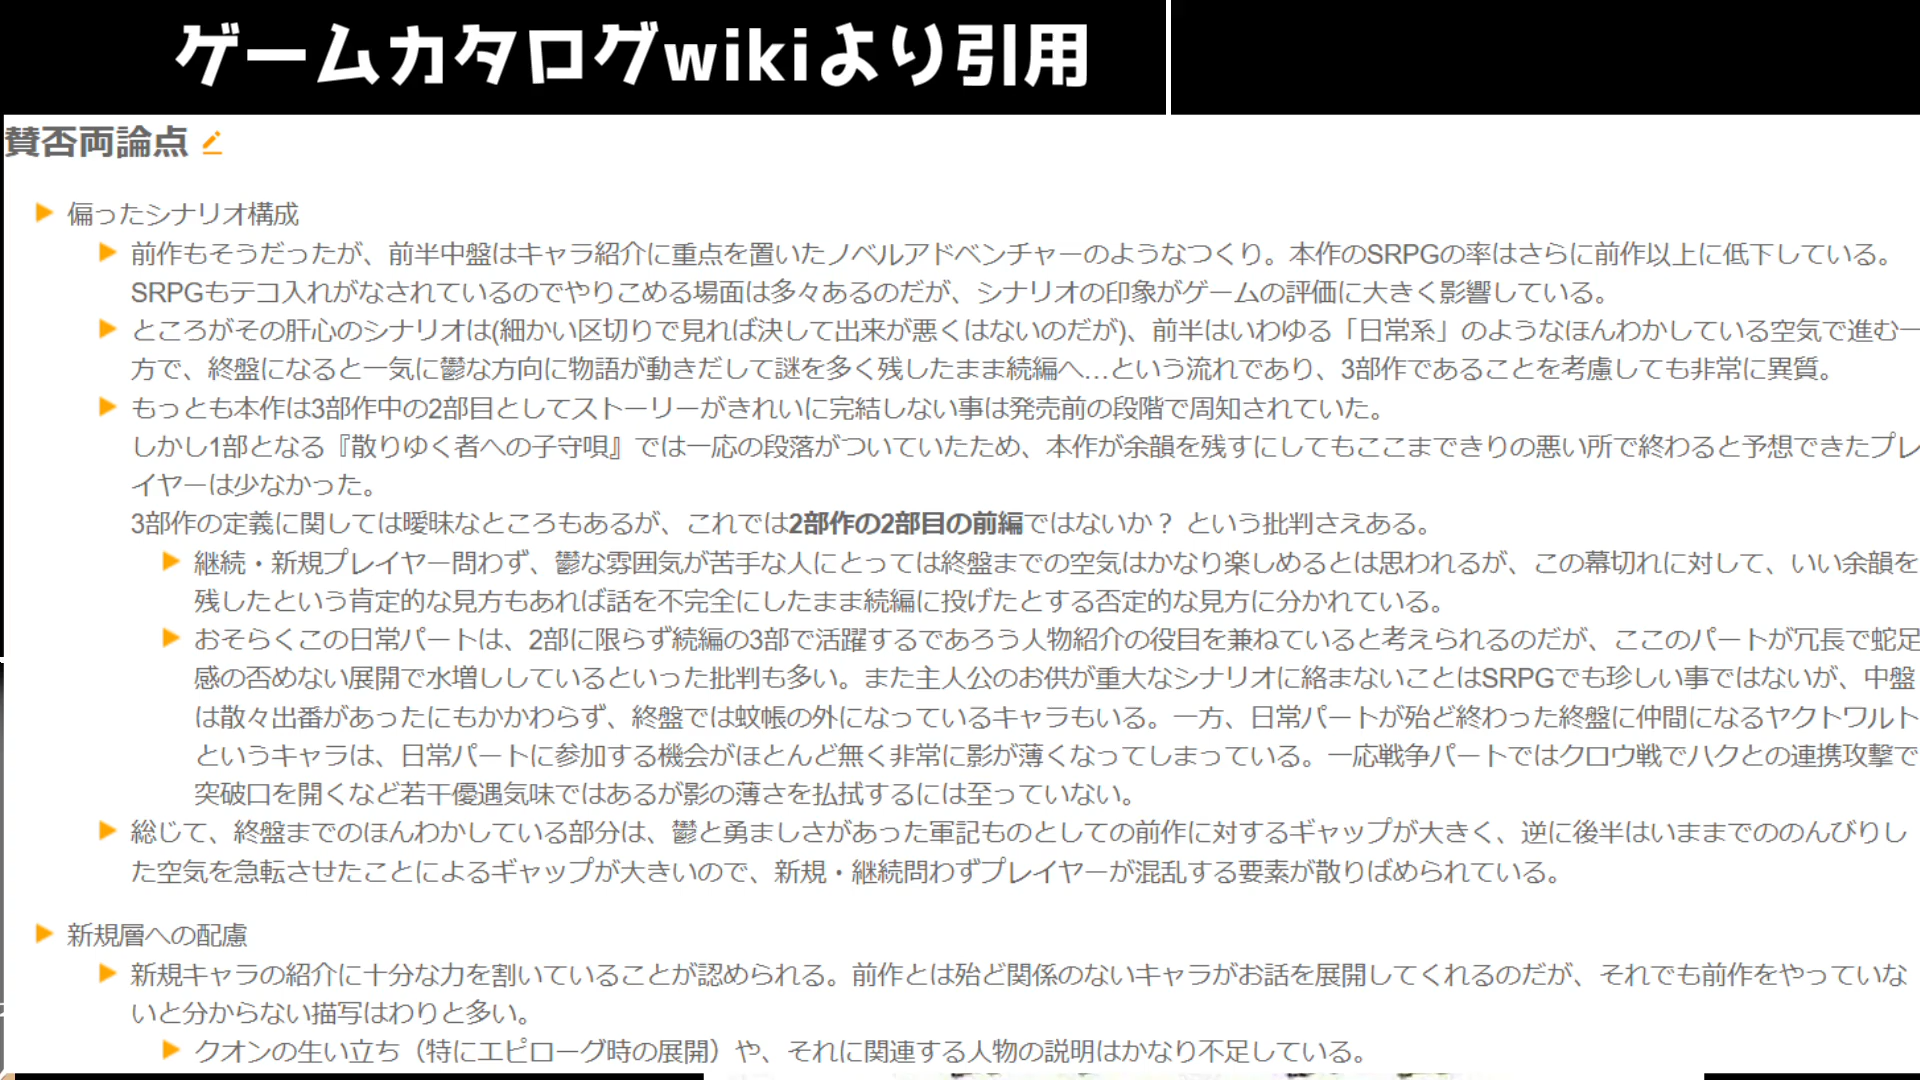 ゲームカタログwikiより引用
賛否両論点
偏ったシナリオ構成
前作もそうだったが、前半中盤はキャラ紹介に重点を置いたノベルアドベンチャーのようなつくり。本作のSRPGの率はさらに前作以上に低下している。
SRPGもテコ入れがなされているのでやりこめる場面は多々あるのだが、シナリオの印象がゲームの評価に大きく影響している。
ところがその肝心のシナリオは(細かい区切りで見れば決して出来が悪くはないのだが)、前半はいわゆる「日常系」のようなほんわかしている空気で進む一
方で、終盤になると一気に鬱な方向に物語が動きだして謎を多く残したまま続編へ…という流れであり、3部作であることを考慮しても非常に異質。
もっとも本作は3部作中の2部目としてストーリーがきれいに完結しない事は発売前の段階で周知されていた。
しかし1部となる『散りゆく者への子守唄』では一応の段落がついていたため、本作が余韻を残すにしてもここまできりの悪い所で終わると予想できたプレ
イヤーは少なかった。
3部作の定義に関しては曖昧なところもあるが、これでは2部作の2部目の前編ではないか？ という批判さえある。
継続・新規プレイヤー問わず、鬱な雰囲気が苦手な人にとっては終盤までの空気はかなり楽しめるとは思われるが、この幕切れに対して、いい余韻を
残したという肯定的な見方もあれば話を不完全にしたまま続編に投げたとする否定的な見方に分かれている。
おそらくこの日常パートは、2部に限らず続編の3部で活躍するであろう人物紹介の役目を兼ねていると考えられるのだが、ここのパートが冗長で蛇足
感の否めない展開で水増ししているといった批判も多い。また主人公のお供が重大なシナリオに絡まないことはSRPGでも珍しい事ではないが、中盤
は散々出番があったにもかかわらず、終盤では蚊帳の外になっているキャラもいる。一方、日常パートが殆ど終わった終盤に仲間になるヤクトワルト
というキャラは、日常パートに参加する機会がほとんど無く非常に影が薄くなってしまっている。一応戦争パートではクロウ戦でハクとの連携攻撃で
突破口を開くなど若干優遇気味ではあるが影の薄さを払拭するには至っていない。
総じて、終盤までのほんわかしている部分は、鬱と勇ましさがあった軍記ものとしての前作に対するギャップが大きく、逆に後半はいままでののんびりし
た空気を急転させたことによるギャップが大きいので、新規・継続問わずプレイヤーが混乱する要素が散りばめられている。
新規層への配慮
新規キャラの紹介に十分な力を割いていることが認められる。前作とは殆ど関係のないキャラがお話を展開してくれるのだが、それでも前作をやっていな
いと分からない描写はわりと多い。
クオンの生い立ち（特にエピローグ時の展開）や、それに関連する人物の説明はかなり不足している。